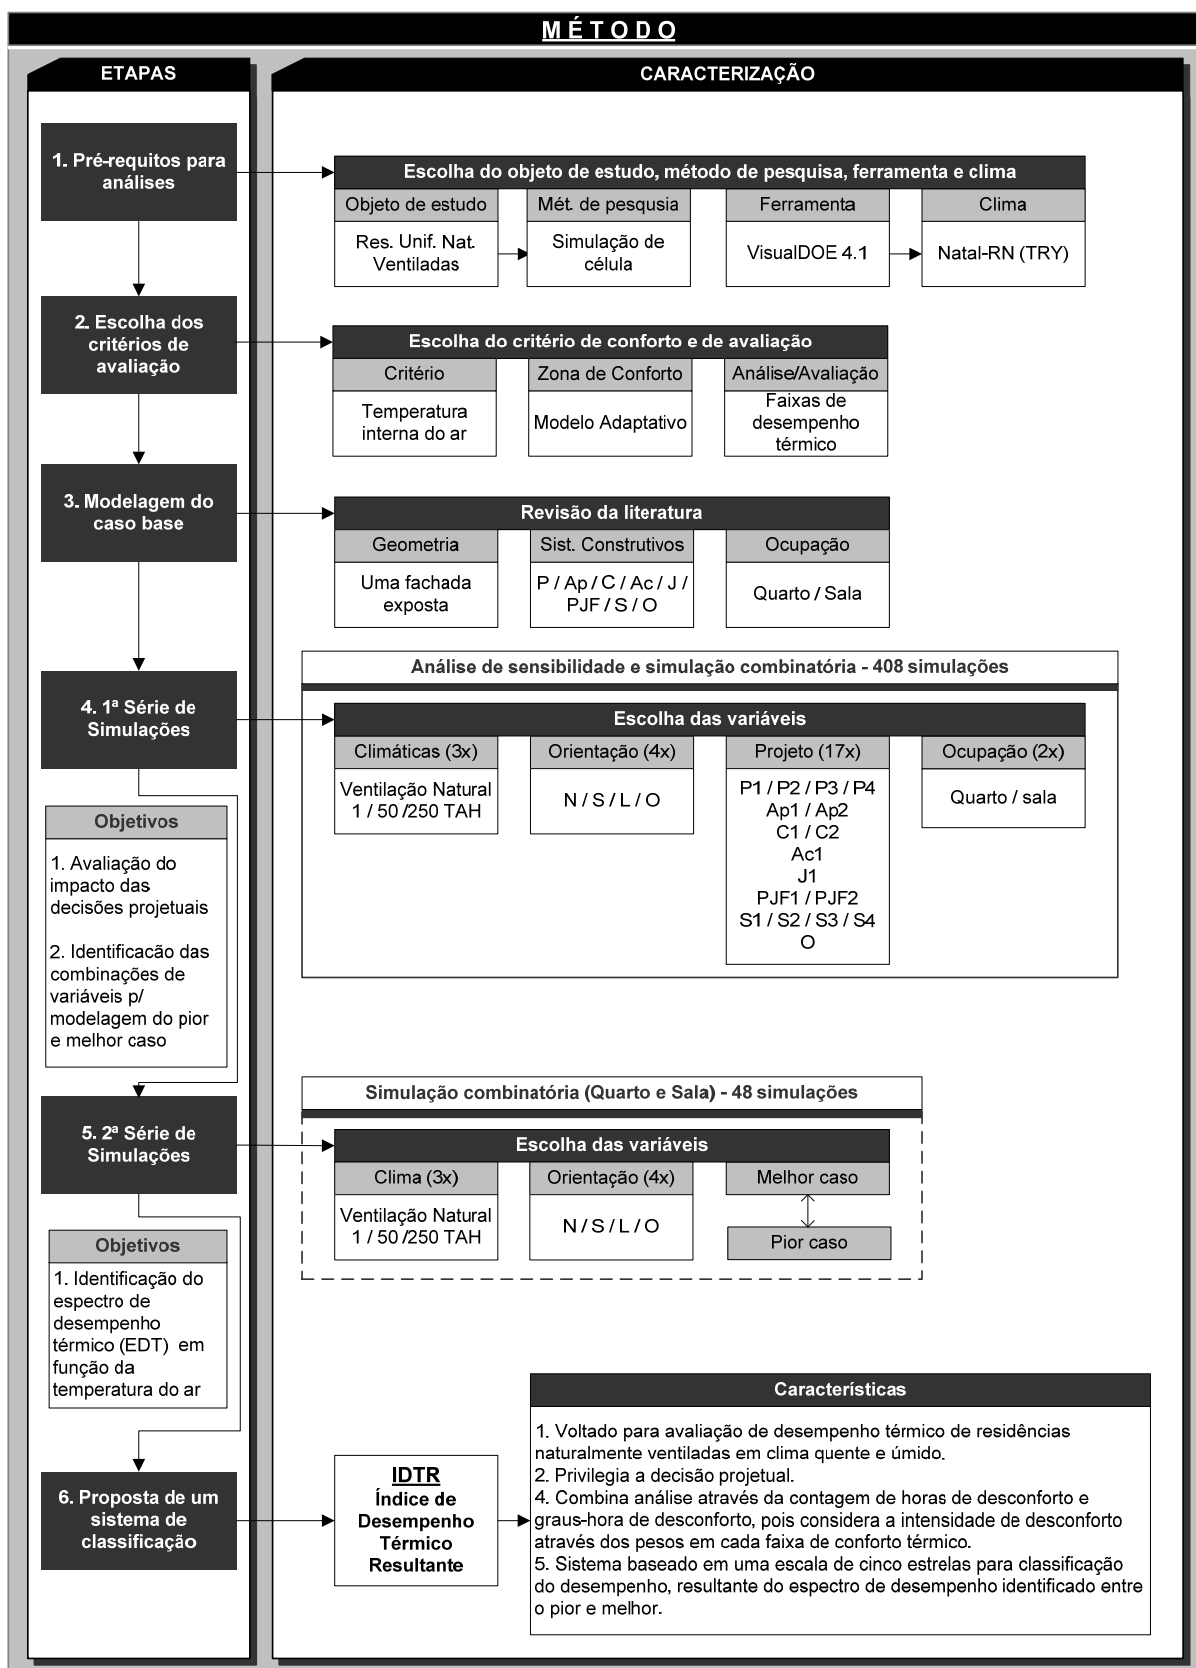 MÉTODO
ETAPAS
CARACTERIZAÇÃO
1. Pré-requitos para
análises
Escolha do objeto de estudo, método de pesquisa, ferramenta e clima
Objeto de estudo
Mét. de pesqusia
Ferramenta
Clima
Res. Unif. Nat.
Ventiladas
Simulação de
célula
VisualDOE 4.1
Natal-RN (TRY)
2. Escolha dos
critérios de
avaliação
Escolha do critério de conforto e de avaliação
Critério
Zona de Conforto
Análise/Avaliação
Temperatura
interna do ar
Modelo Adaptativo
Faixas de
desempenho
térmico
3. Modelagem do
caso base
Revisão da literatura
Geometria
Sist. Construtivos
Ocupação
Uma fachada
exposta
P / Ap / C / Ac / J /
PJF / S / O
Quarto / Sala
Análise de sensibilidade e simulação combinatória - 408 simulações
4. 1ª Série de
Simulações
Escolha das variáveis
Climáticas (3x)
Orientação (4x)
Projeto (17x)
Ocupação (2x)
Ventilação Natural
1 / 50 /250 TAH
N / S / L / O
P1 / P2 / P3 / P4
Ap1 / Ap2
C1 / C2
Ac1
J1
PJF1 / PJF2
S1 / S2 / S3 / S4
O
Quarto / sala
Objetivos
1. Avaliação do
impacto das
decisões projetuais
2. Identificacão das
combinações de
variáveis p/
modelagem do pior
e melhor caso
Simulação combinatória (Quarto e Sala) - 48 simulações
5. 2ª Série de
Simulações
Escolha das variáveis
Clima (3x)
Orientação (4x)
Melhor caso
Ventilação Natural
1 / 50 /250 TAH
N / S / L / O
Pior caso
Objetivos
1. Identificação do
espectro de
desempenho
térmico (EDT) em
função da
temperatura do ar
6. Proposta de um
sistema de
classificação
IDTR
Índice de
Desempenho
Térmico
Resultante
Características
1. Voltado para avaliação de desempenho térmico de residências
naturalmente ventiladas em clima quente e úmido.
2. Privilegia a decisão projetual.
4. Combina análise através da contagem de horas de desconforto e
graus-hora de desconforto, pois considera a intensidade de desconforto
através dos pesos em cada faixa de conforto térmico.
5. Sistema baseado em uma escala de cinco estrelas para classificação
do desempenho, resultante do espectro de desempenho identificado entre
o pior e melhor.